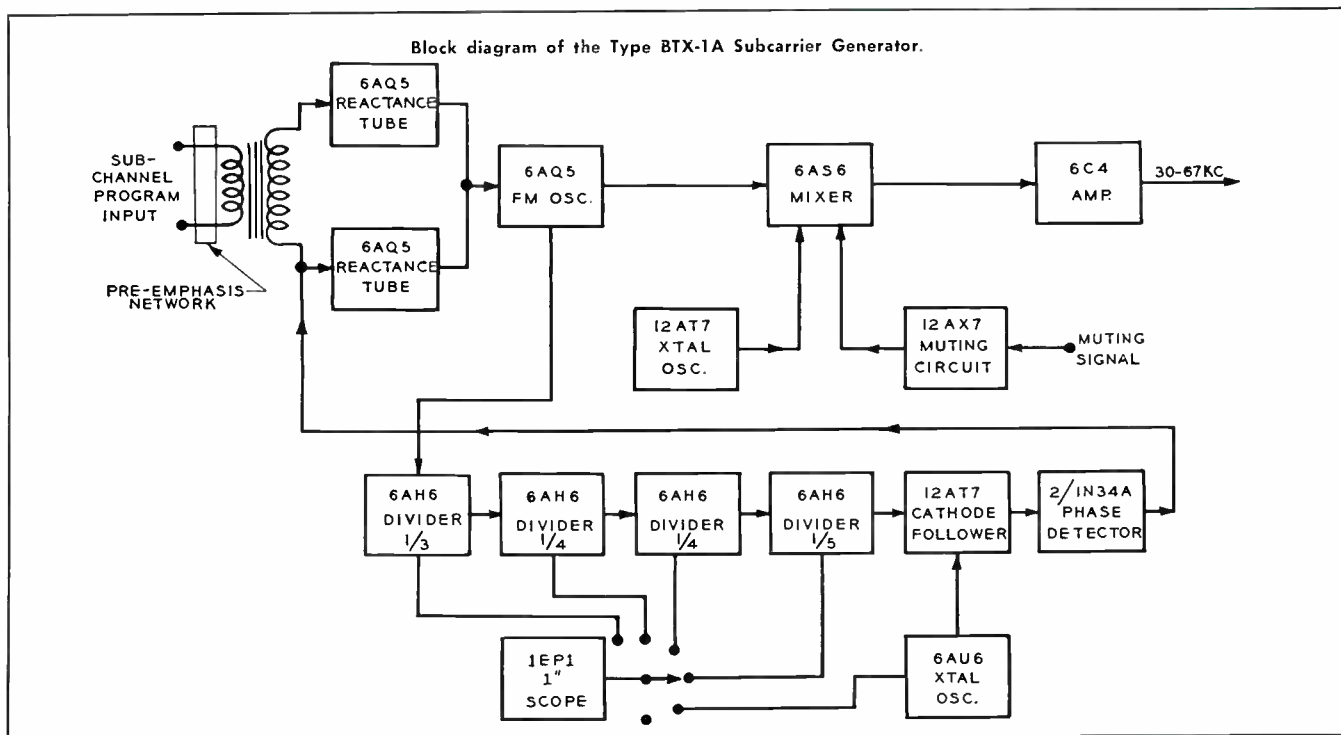 Block diagram of the Type BTX-1A Subcarrier Generator.
6AQ5
REACTANCE
TUBE
SUB-
CHANNEL
PROGRAM
INPUT
6AQ5
FM OSC.
6AS6
MIXER
6C4
AMP.
30-67KC
6AQ5
REACTANCE
TUBE
PRE-EMPHASIS
NETWORK
12AT7
XTAL
OSC.
12AX7
MUTING
CIRCUIT
MUTING
SIGNAL
6AH6
DIVIDER
1/3
6AH6
DIVIDER
1/4
6AH6
DIVIDER
1/4
6AH6
DIVIDER
1/5
12AT7
CATHODE
FOLLOWER
2/IN34A
PHASE
DETECTOR
1EP1
1"
SCOPE
6AU6
XTAL
OSC.